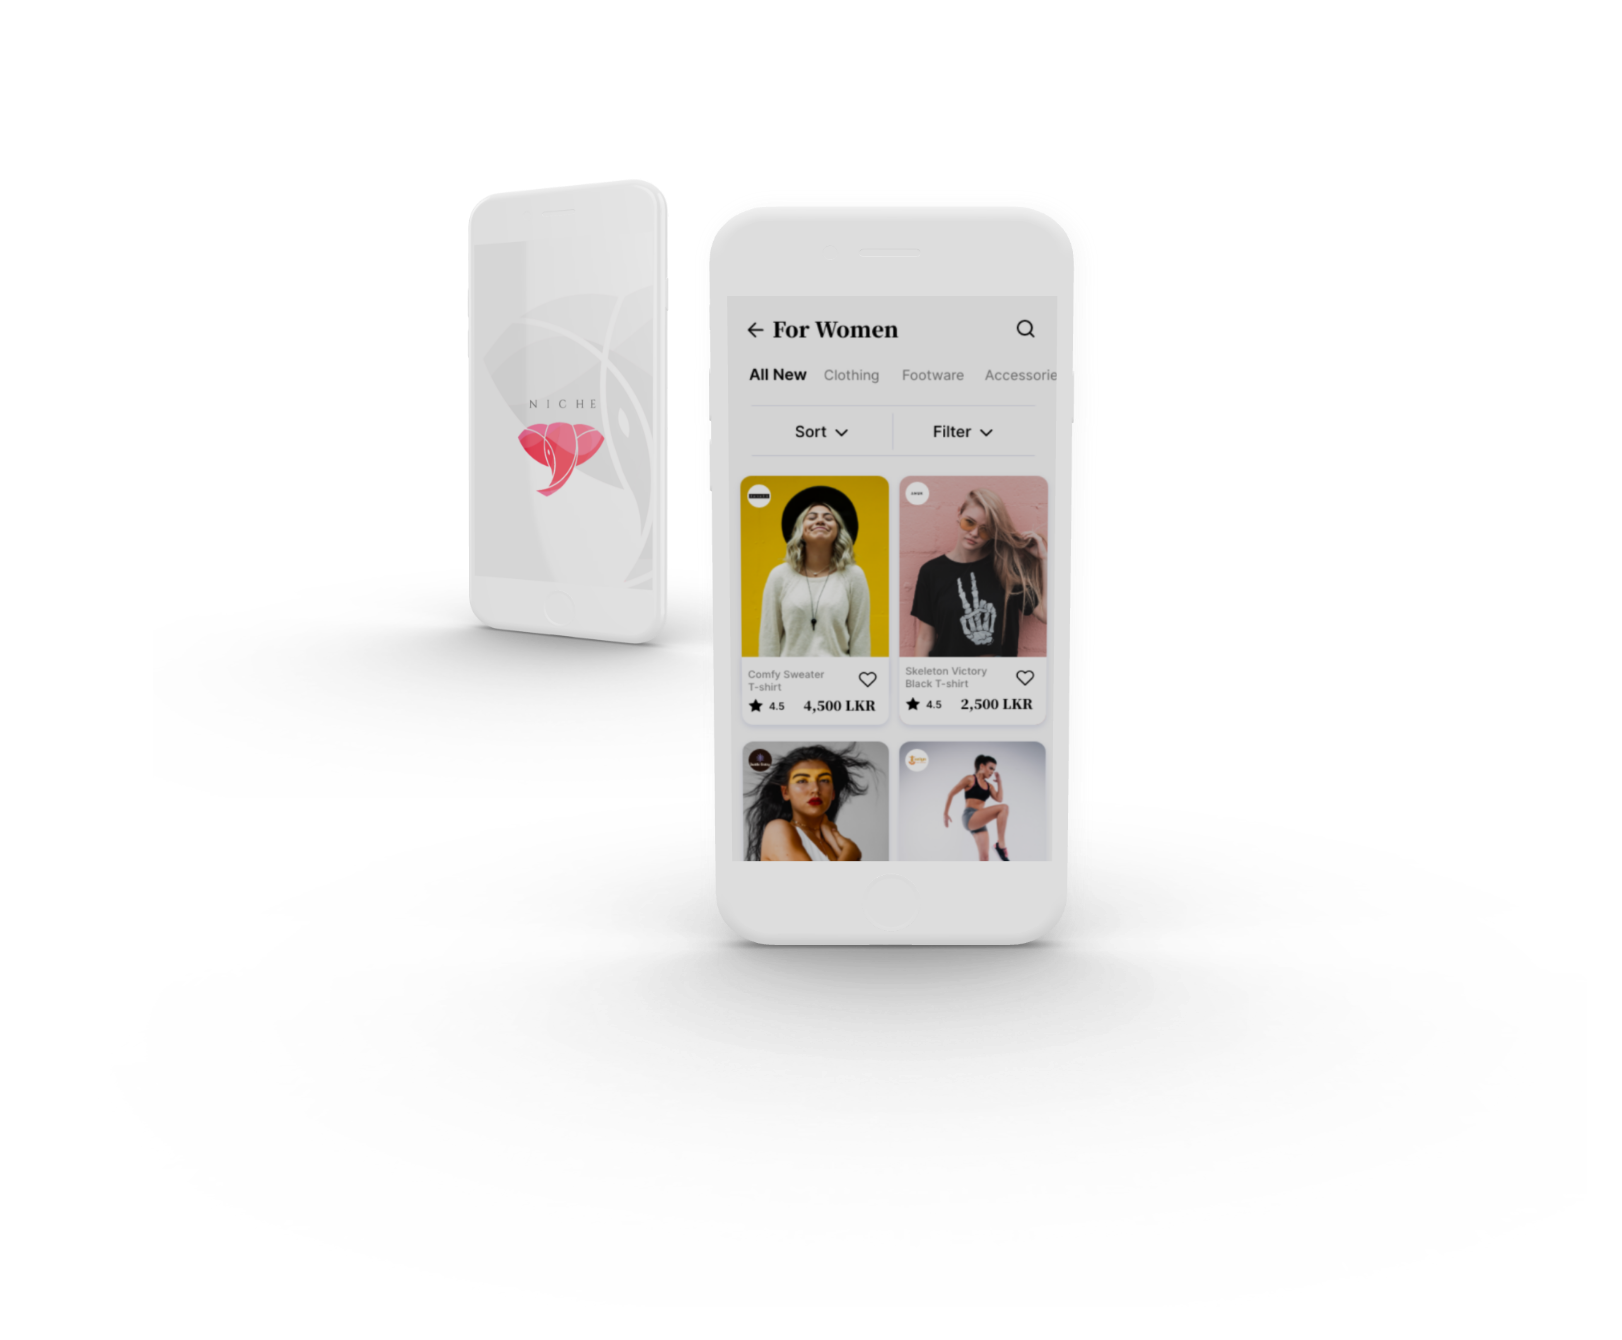 NICHE
For Women
All New Clothing Footware Accessorie
Sort Filter
Comfy Sweater
T-shirt
4.5 4,500 LKR
Skeleton Victory
Black T-shirt
4.5 2,500 LKR